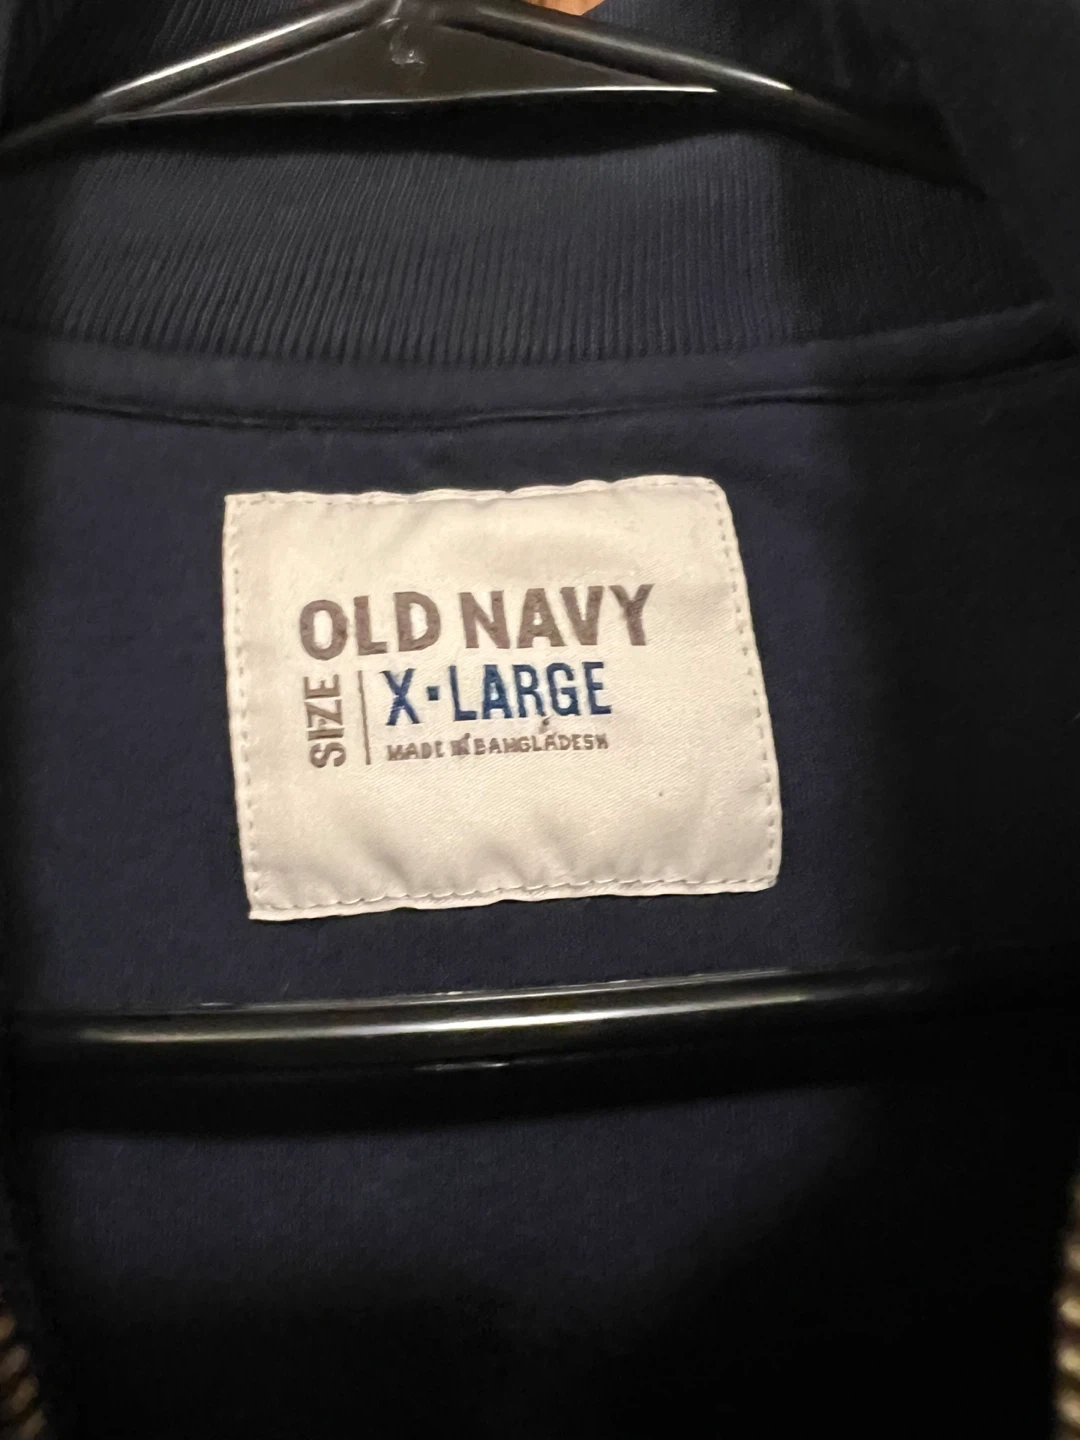 OLD NAVY
SIZE
X-LARGE
MADE IN BANGLADESH